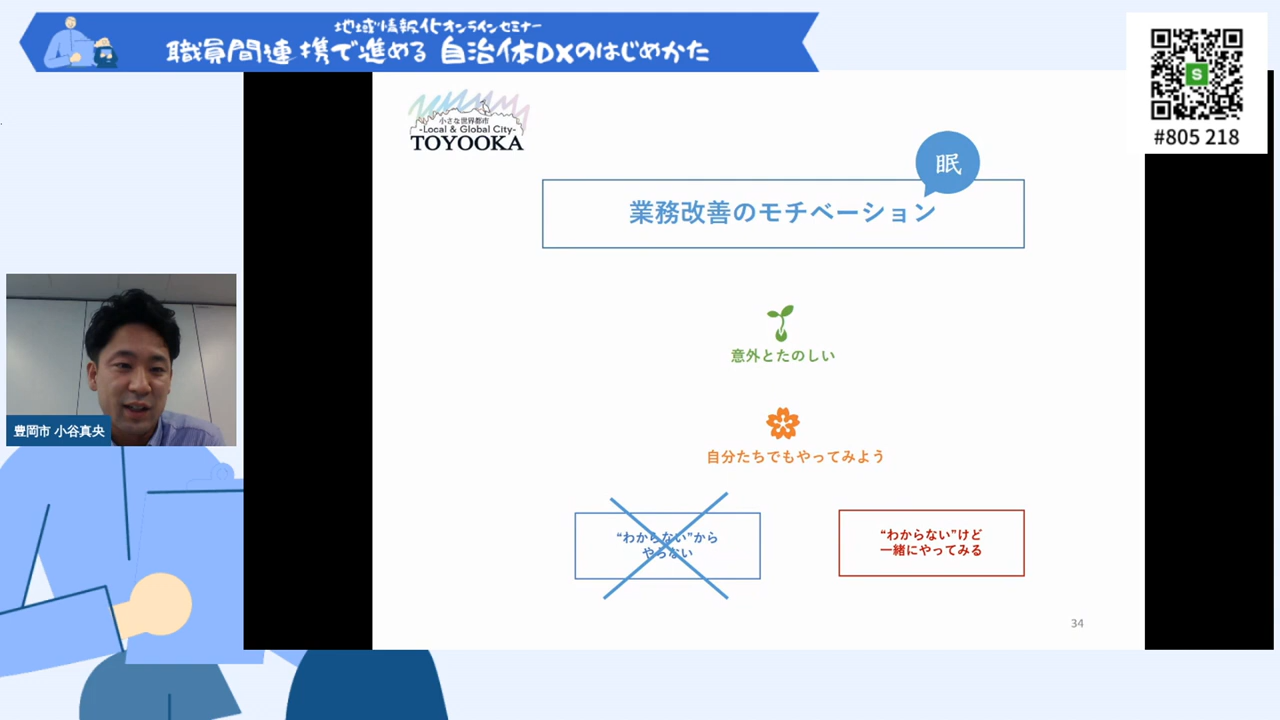 地域情報化オンラインセミナー
職員間連携で進める 自治体DXのはじめかた
#805 218
小さな世界都市
-Local & Global City-
TOYOOKA
眠
業務改善のモチベーション
意外とたのしい
自分たちでもやってみよう
“わからない”から
やらない
“わからない”けど
一緒にやってみる
34
豊岡市 小谷真央